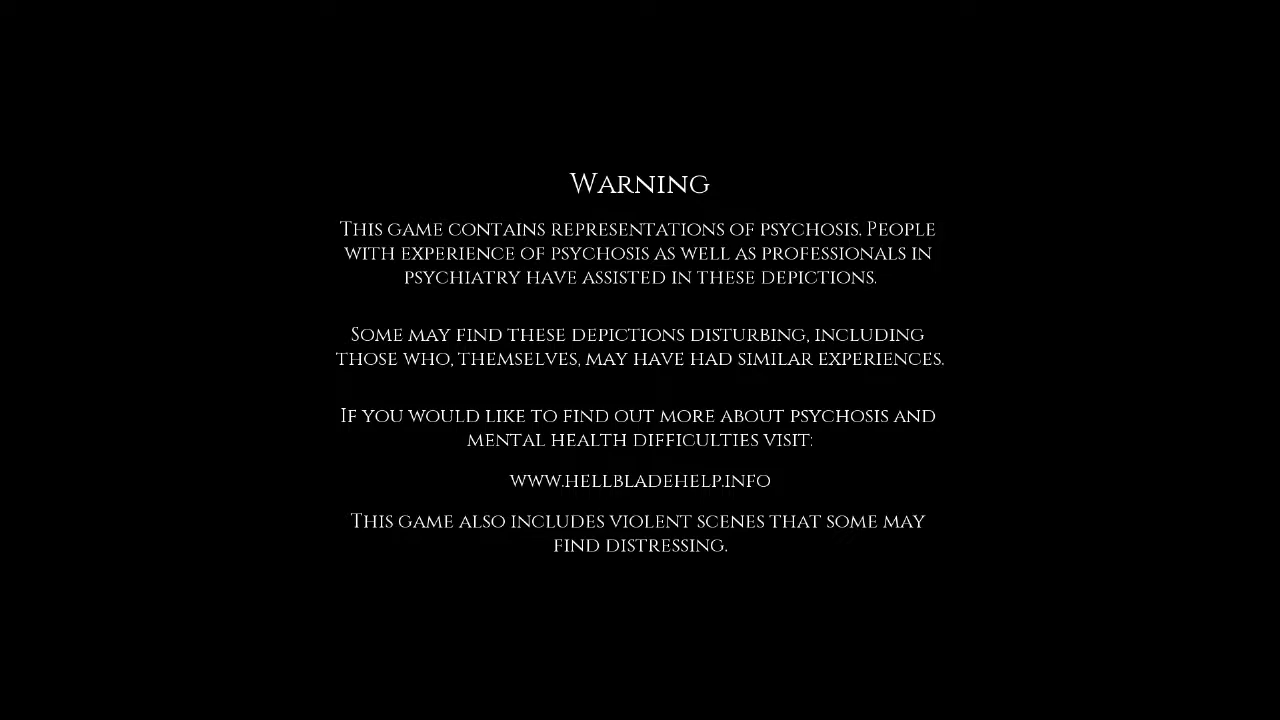 Warning
This game contains representations of psychosis. People
with experience of psychosis as well as professionals in
psychiatry have assisted in these depictions.
Some may find these depictions disturbing, including
those who, themselves, may have had similar experiences.
If you would like to find out more about psychosis and
mental health difficulties visit:
www.hellbladehelp.info
This game also includes violent scenes that some may
find distressing.